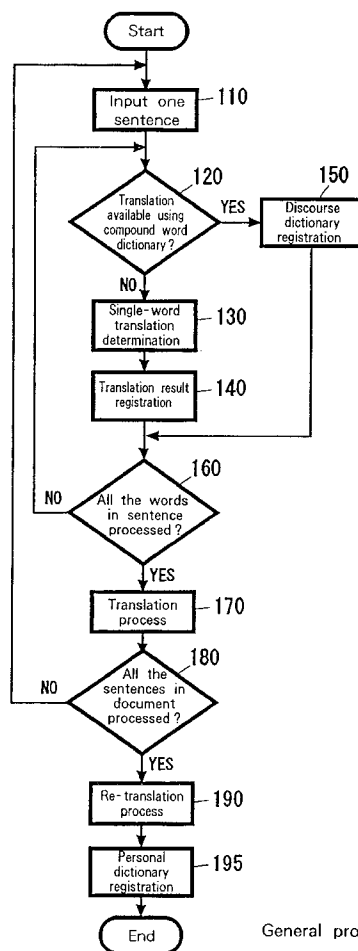 Start
Input one
sentence
110
120
Translation
available using
compound word
dictionary ?
YES
150
Discourse
dictionary
registration
NO
Single-word
translation
determination
130
Translation result
registration
140
160
NO
All the words
in sentence
processed ?
YES
Translation
process
170
180
NO
All the
sentences in
document
processed ?
YES
Re-translation
process
190
Personal
dictionary
registration
195
End
General pro